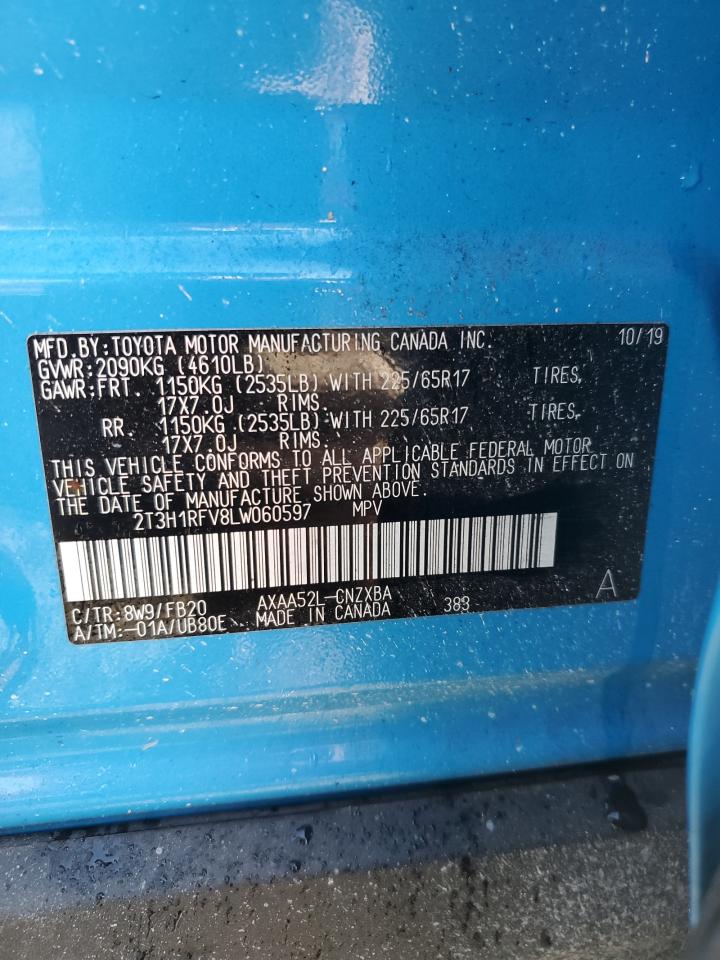 MFD.BY:TOYOTA MOTOR MANUFACTURING CANADA INC. 10/19
GVWR:2090KG (4610LB)
GAWR:FRT. 1150KG (2535LB) WITH 225/65R17 TIRES,
17X7.0J RIMS.
RR. 1150KG (2535LB) WITH 225/65R17 TIRES,
17X7.0J RIMS.
THIS VEHICLE CONFORMS TO ALL APPLICABLE FEDERAL MOTOR
VEHICLE SAFETY AND THEFT PREVENTION STANDARDS IN EFFECT ON
THE DATE OF MANUFACTURE SHOWN ABOVE.
2T3H1RFV8LW060597 MPV
C/TR:8W9/FB20 AXAA52L-CNZXBA A
A/TM:-01A/UB80E MADE IN CANADA 383